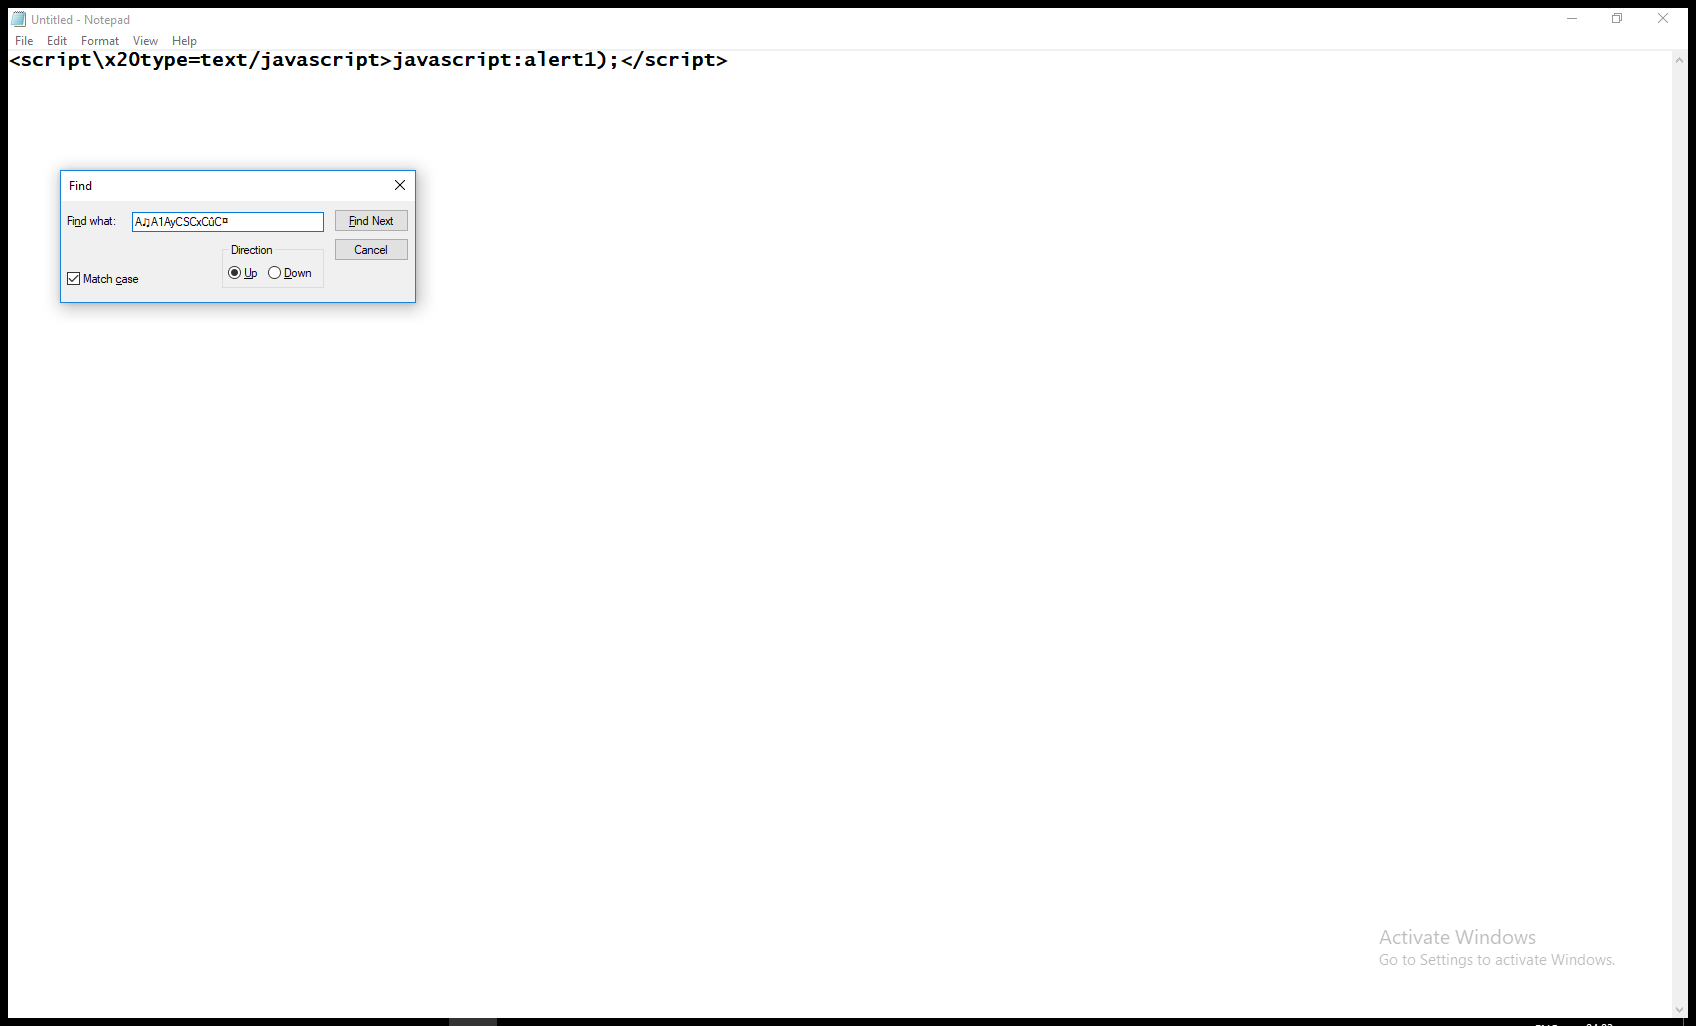 Untitled - Notepad
File Edit Format View Help
<script\x20type=text/javascript>javascript:alert1);</script>
Find
Find what: A♫A1AyCSCxCûC¤ Find Next
Direction Cancel
Up Down
Match case
Activate Windows
Go to Settings to activate Windows.